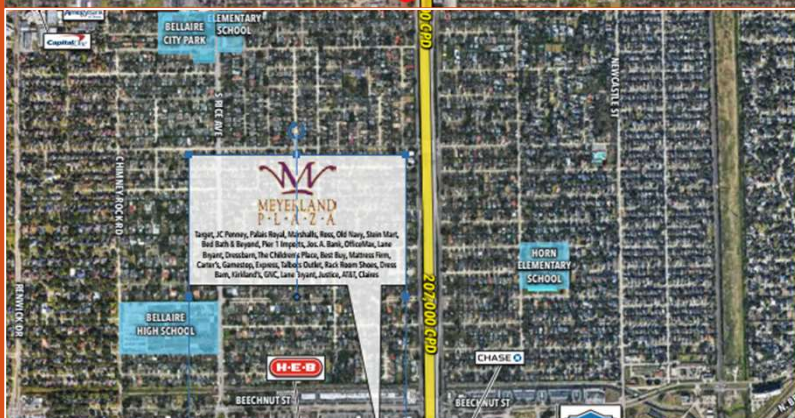 Capital
BELLAIRE
CITY PARK
ELEMENTARY
SCHOOL
0 CPD
S RICE AVE
NEWCASTLE ST
CHIMNEY ROCK RD
MEYERLAND
P·L·A·Z·A
Target, JC Penney, Palais Royal, Marshalls, Ross, Old Navy, Stein Mart,
Bed Bath & Beyond, Pier 1 Imports, Jos. A. Bank, OfficeMax, Lane
Bryant, Dressbarn, The Children's Place, Best Buy, Mattress Firm,
Carter's, Gamestop, Express, Talbots Outlet, Rack Room Shoes, Dress
Barn, Kirkland's, GNC, Lane Bryant, Justice, AT&T, Claires
HORN
ELEMENTARY
SCHOOL
RENWICK DR
207,000 CPD
BELLAIRE
HIGH SCHOOL
H-E-B
CHASE
BEECHNUT ST
BEECHNUT ST